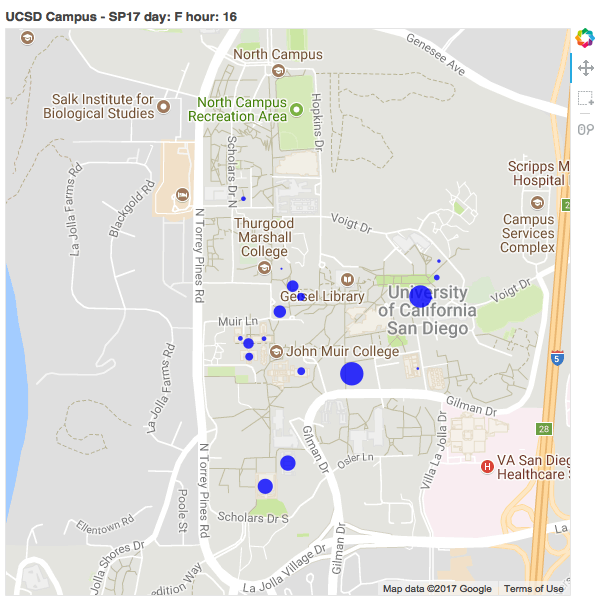 UCSD Campus - SP17 day: F hour: 16
Genesee Ave
North Campus
Salk Institute for
Biological Studies
North Campus
Recreation Area
Hopkins Dr
Scholars Dr N
Scripps M
Hospital
La Jolla Farms Rd
Blackgold Rd
2
N Torrey Pines Rd
Thurgood
Marshall
College
Voigt Dr
Campus
Services
Complex
Geisel Library
University
of California
San Diego
Voigt Dr
Muir Ln
John Muir College
5
La Jolla Farms Rd
Gilman Dr
28
Gilman Dr
Villa La Jolla Dr
N Torrey Pines Rd
Osler Ln
H
VA San Dieg
Healthcare
Poole St
Ellentown Rd
Scholars Dr S
La
La Jolla Shores Dr
Gilman Dr
La Jolla Village Dr
edition Way
Map data ©2017 Google
Terms of Use